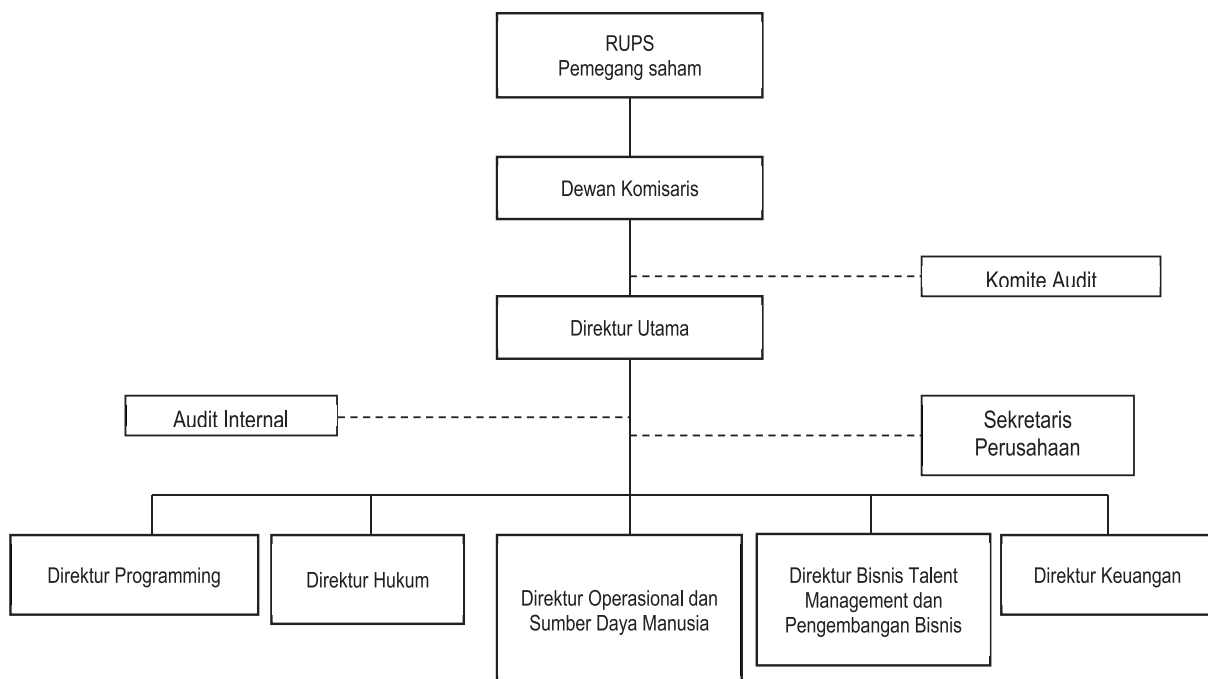 RUPS
Pemegang saham
Dewan Komisaris
Komite Audit
Direktur Utama
Audit Internal
Sekretaris
Perusahaan
Direktur Programming
Direktur Hukum
Direktur Operasional dan
Sumber Daya Manusia
Direktur Bisnis Talent
Management dan
Pengembangan Bisnis
Direktur Keuangan